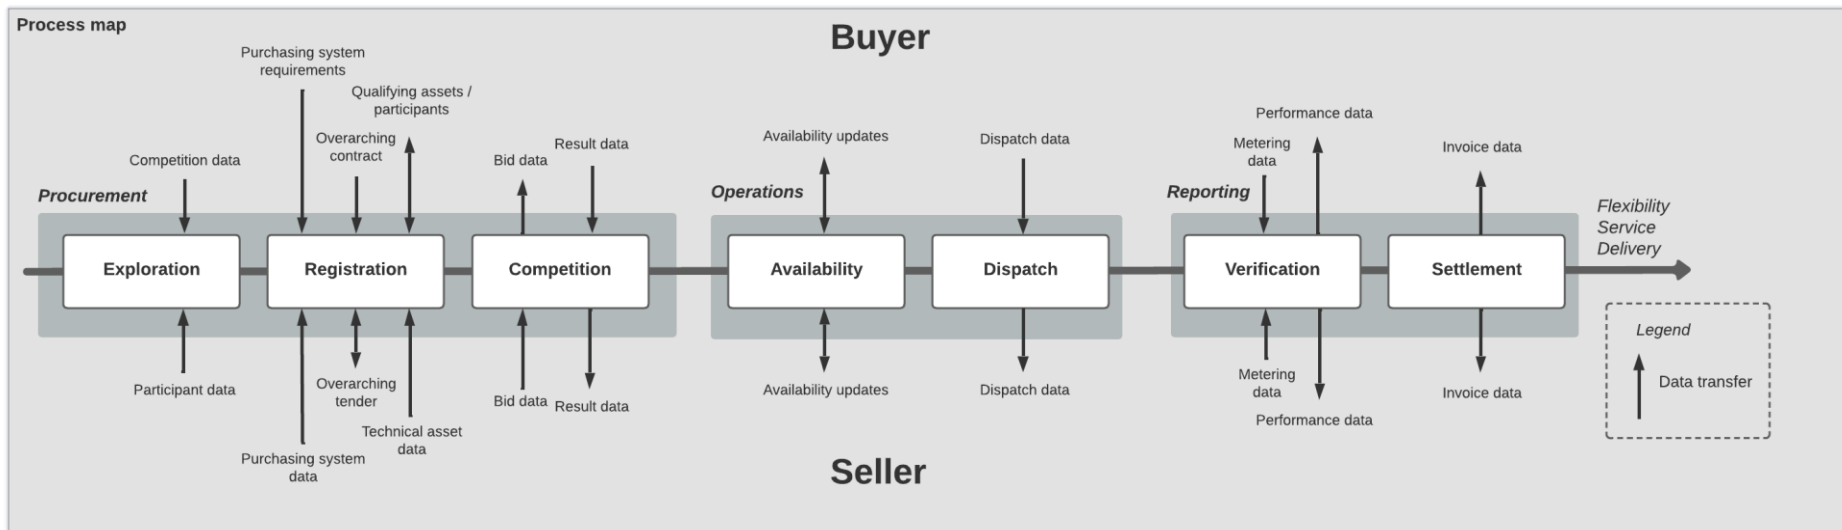 Process map
Buyer
Purchasing system
requirements
Qualifying assets /
participants
Overarching
contract
Competition data
Bid data
Result data
Availability updates
Dispatch data
Metering
data
Performance data
Invoice data
Procurement
Operations
Reporting
Flexibility
Service
Delivery
Exploration
Registration
Competition
Availability
Dispatch
Verification
Settlement
Participant data
Overarching
tender
Technical asset
data
Purchasing system
data
Bid data
Result data
Availability updates
Dispatch data
Metering
data
Performance data
Invoice data
Legend
Data transfer
Seller